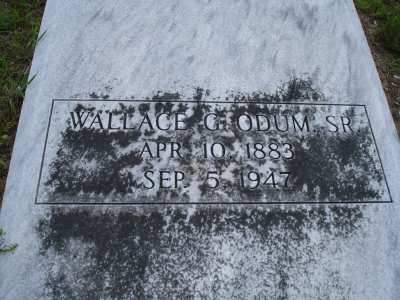 WALLACE G. ODUM SR
APR. 10. 1883
SEP. 5. 1947